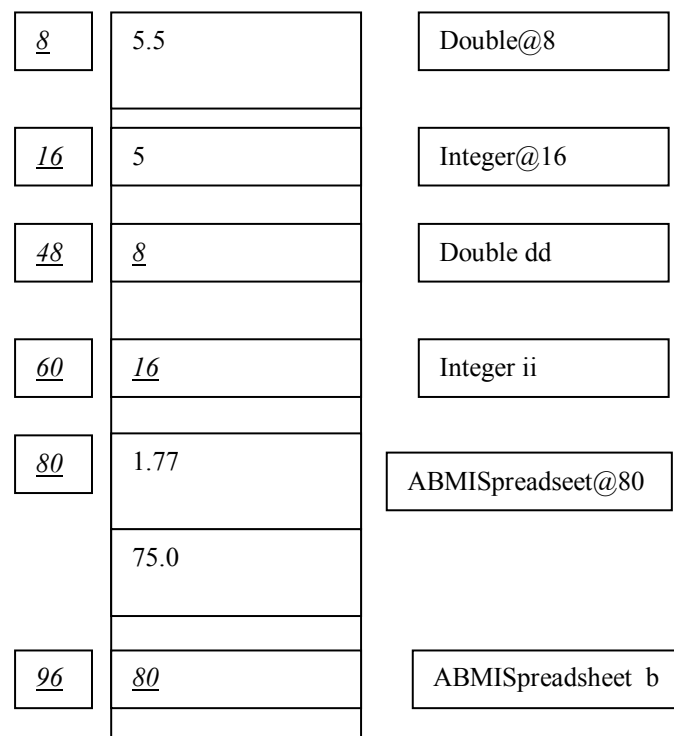 8 5.5 Double@8
16 5 Integer@16
48 8 Double dd
60 16 Integer ii
80 1.77 ABMISpreadseet@80
75.0
96 80 ABMISpreadsheet b